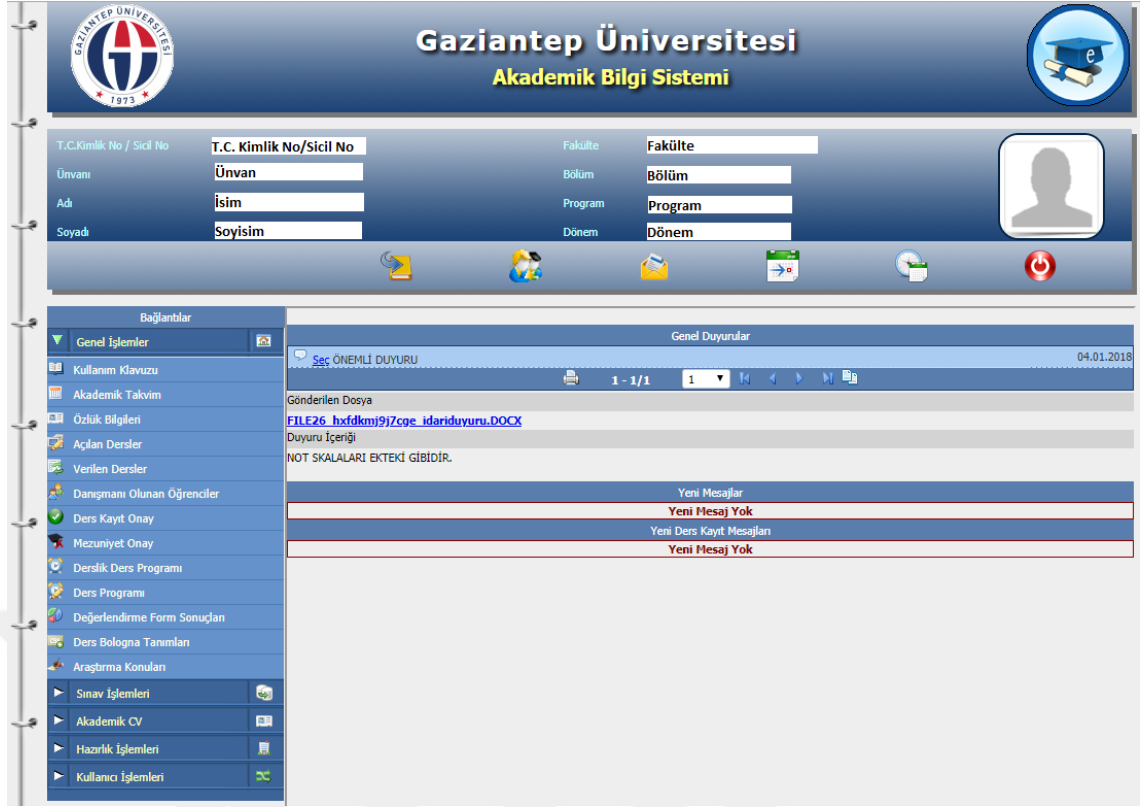 GAZİANTEP ÜNİVERSİTESİ
1973
Gaziantep Üniversitesi
Akademik Bilgi Sistemi
e
T.C.Kimlik No / Sicil No T.C. Kimlik No/Sicil No Fakülte Fakülte
Ünvanı Ünvan Bölüm Bölüm
Adı İsim Program Program
Soyadı Soyisim Dönem Dönem
Bağlantılar
Genel İşlemler
Kullanım Klavuzu
Akademik Takvim
Özlük Bilgileri
Açılan Dersler
Verilen Dersler
Danışmanı Olunan Öğrenciler
Ders Kayıt Onay
Mezuniyet Onay
Derslik Ders Programı
Ders Programı
Değerlendirme Form Sonuçları
Ders Bologna Tanımları
Araştırma Konuları
Sınav İşlemleri
Akademik CV
Hazırlık İşlemleri
Kullanıcı İşlemleri
Genel Duyurular
Seç ÖNEMLİ DUYURU 04.01.2018
1 - 1/1 1
Gönderilen Dosya
FILE26_hxfdkmj9j7cge_idariduyuru.DOCX
Duyuru İçeriği
NOT SKALALARI EKTEKİ GİBİDİR.
Yeni Mesajlar
Yeni Mesaj Yok
Yeni Ders Kayıt Mesajları
Yeni Mesaj Yok